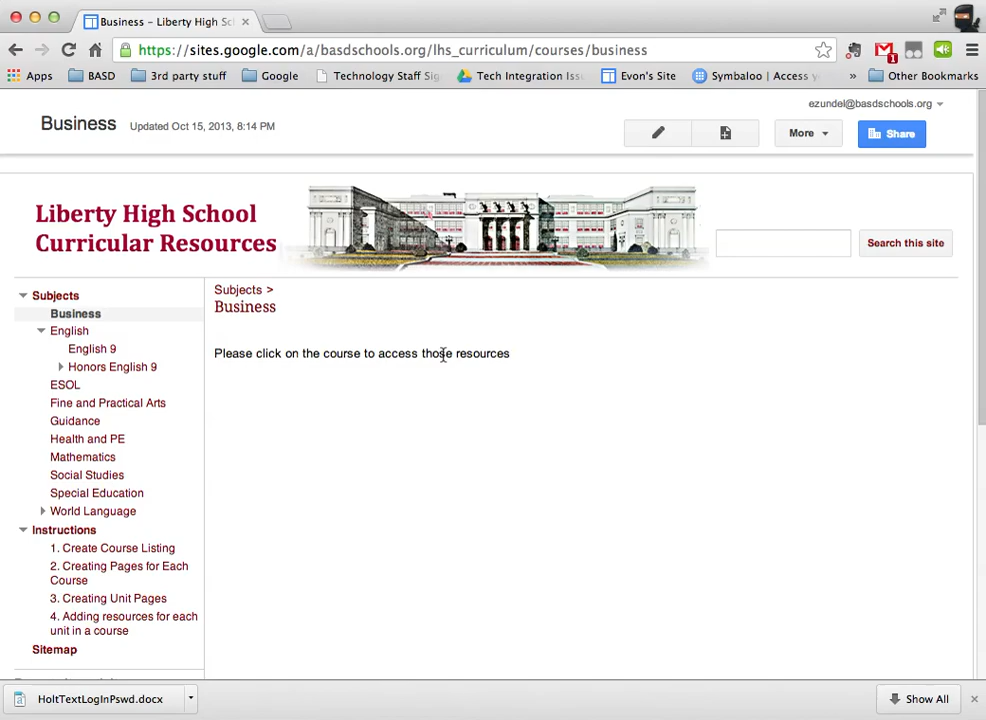 Business – Liberty High Sc
https://sites.google.com/a/basdschools.org/lhs_curriculum/courses/business
1
Apps
BASD
3rd party stuff
Google
Technology Staff Sig
Tech Integration Iss
Evon's Site
Symbaloo | Access y
»
Other Bookmarks
ezundel@basdschools.org
Business
Updated Oct 15, 2013, 8:14 PM
More
Share
Liberty High School
Curricular Resources
Search this site
Subjects
Business
English
English 9
Honors English 9
ESOL
Fine and Practical Arts
Guidance
Health and PE
Mathematics
Social Studies
Special Education
World Language
Instructions
1. Create Course Listing
2. Creating Pages for Each
Course
3. Creating Unit Pages
4. Adding resources for each
unit in a course
Sitemap
Subjects >
Business
Please click on the course to access those resources
HoltTextLogInPswd.docx
Show All